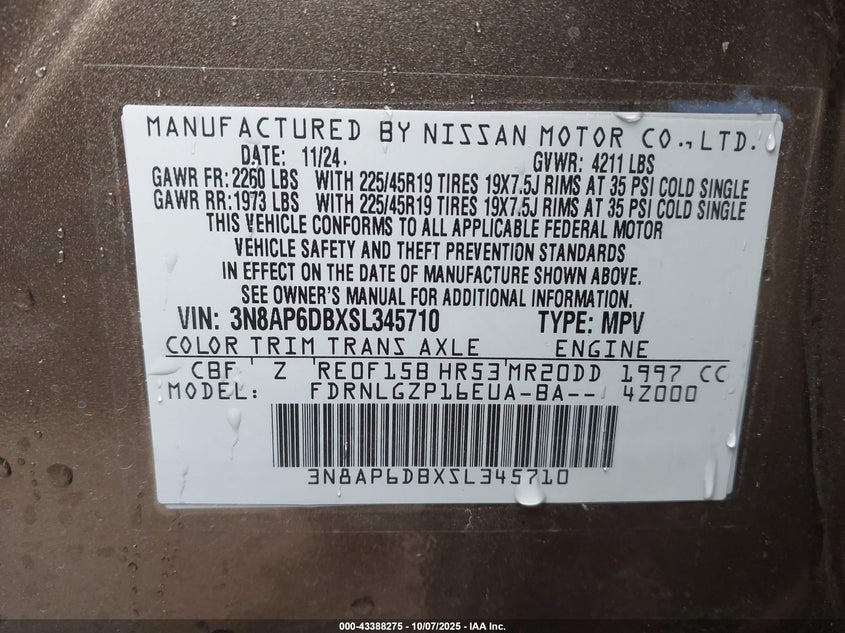 MANUFACTURED BY NISSAN MOTOR CO., LTD.
DATE: 11/24. GVWR: 4211 LBS
GAWR FR: 2260 LBS WITH 225/45R19 TIRES 19X7.5J RIMS AT 35 PSI COLD SINGLE
GAWR RR: 1973 LBS WITH 225/45R19 TIRES 19X7.5J RIMS AT 35 PSI COLD SINGLE
THIS VEHICLE CONFORMS TO ALL APPLICABLE FEDERAL MOTOR
VEHICLE SAFETY AND THEFT PREVENTION STANDARDS
IN EFFECT ON THE DATE OF MANUFACTURE SHOWN ABOVE.
SEE OWNER'S MANUAL FOR ADDITIONAL INFORMATION.
VIN: 3N8AP6DBXSL345710 TYPE: MPV
COLOR TRIM TRANS AXLE ENGINE
CBF Z RE0F15B HR53 MR20DD 1997 CC
MODEL: FDRNLGZP16EUA-BA-- 4Z000
3N8AP6DBXSL345710
000-43388275 - 10/07/2025 - IAA Inc.